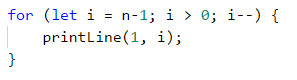 for (let i = n-1; i > 0; i--) {
    printLine(1, i);
}